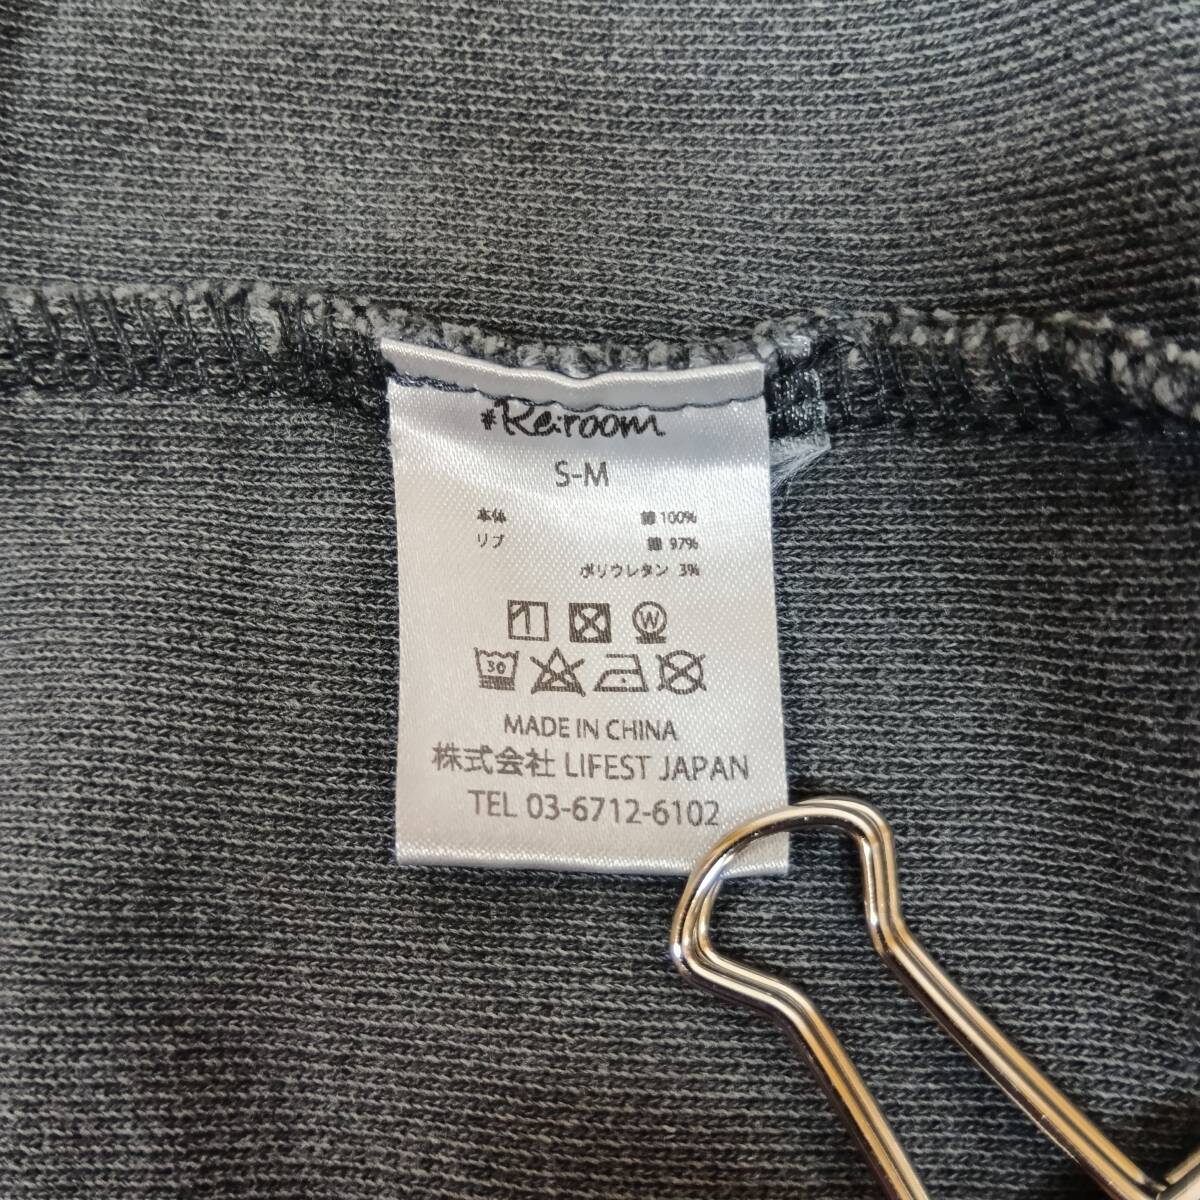 #Re:room
S-M
本体 綿 100%
リブ 綿 97%
ポリウレタン 3%
W
30
MADE IN CHINA
株式会社 LIFEST JAPAN
TEL 03-6712-6102